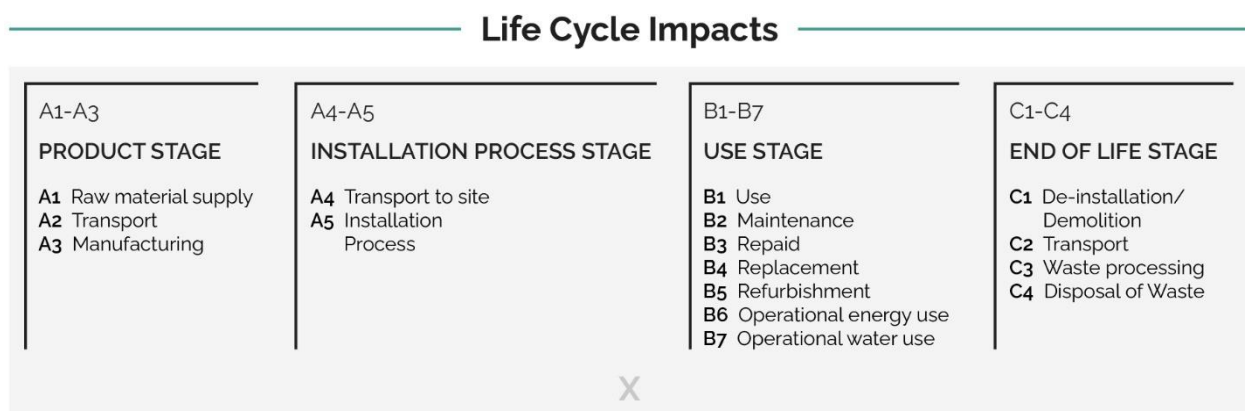 Life Cycle Impacts
A1-A3
PRODUCT STAGE
A1 Raw material supply
A2 Transport
A3 Manufacturing
A4-A5
INSTALLATION PROCESS STAGE
A4 Transport to site
A5 Installation
Process
B1-B7
USE STAGE
B1 Use
B2 Maintenance
B3 Repaid
B4 Replacement
B5 Refurbishment
B6 Operational energy use
B7 Operational water use
C1-C4
END OF LIFE STAGE
C1 De-installation/
Demolition
C2 Transport
C3 Waste processing
C4 Disposal of Waste
X